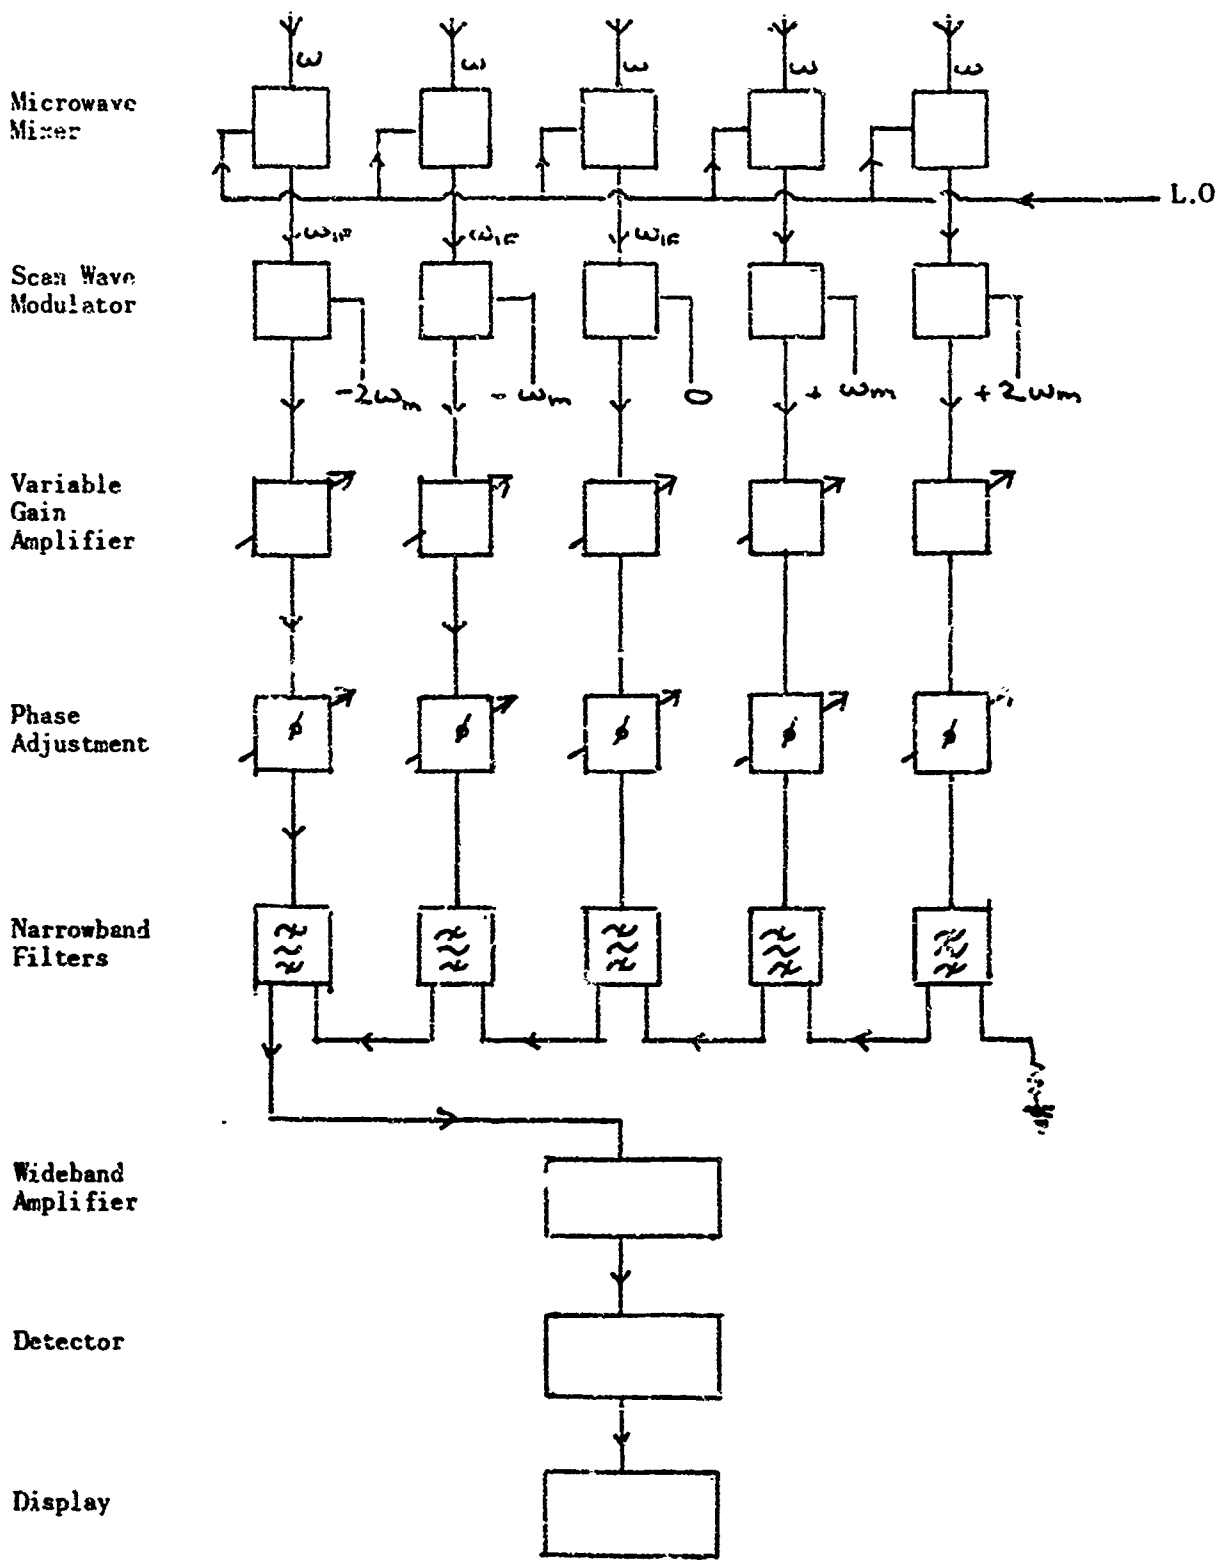 ω ω ω ω ω
Microwave
Mixer
L.O
ωIF ωIF ωIF
Scan Wave
Modulator
-2ωm - ωm 0 + ωm +2ωm
Variable
Gain
Amplifier
Phase
Adjustment
ϕ ϕ ϕ ϕ ϕ
Narrowband
Filters
Wideband
Amplifier
Detector
Display